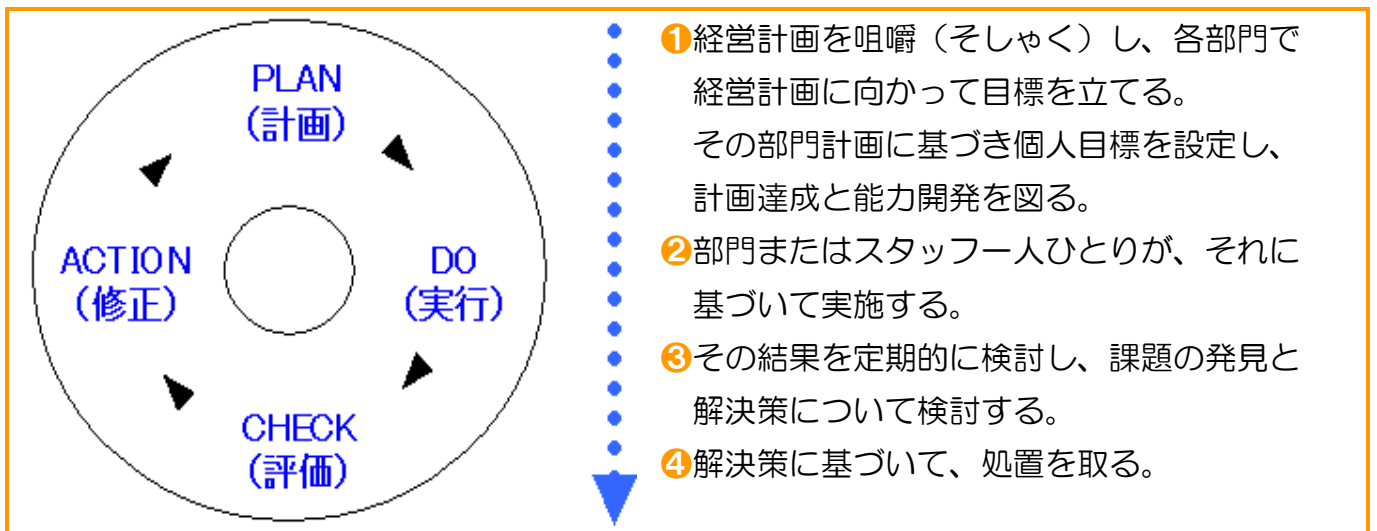 PLAN
(計画)
DO
(実行)
CHECK
(評価)
ACTION
(修正)
❶経営計画を咀嚼(そしゃく)し、各部門で
経営計画に向かって目標を立てる。
その部門計画に基づき個人目標を設定し、
計画達成と能力開発を図る。
❷部門またはスタッフ一人ひとりが、それに
基づいて実施する。
❸その結果を定期的に検討し、課題の発見と
解決策について検討する。
❹解決策に基づいて、処置を取る。